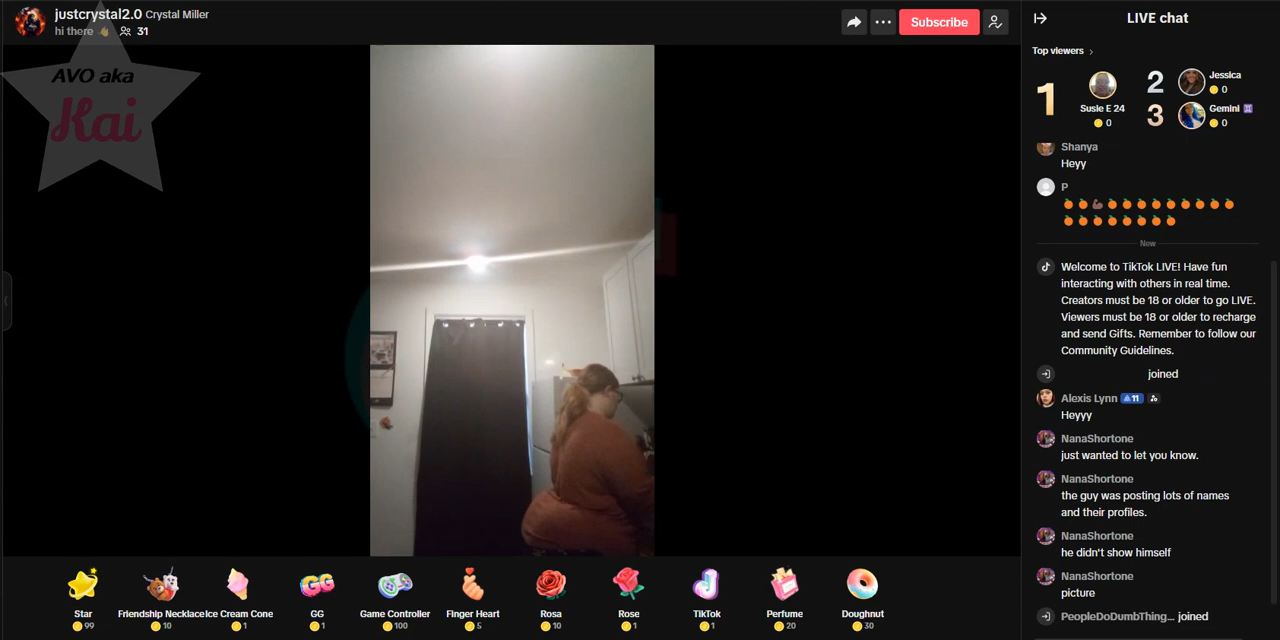 justcrystal2.0 Crystal Miller
hi there 👋 31
Subscribe
AVO aka
Kai
LIVE chat
Top viewers
1
Susie E 24
0
2
Jessica
0
3
Gemini ♊
0
Shanya
Heyy
P
🍊🍊💪🏾🍊🍊🍊🍊🍊🍊🍊🍊🍊
🍊🍊🍊🍊🍊🍊🍊🍊
New
Welcome to TikTok LIVE! Have fun
interacting with others in real time.
Creators must be 18 or older to go LIVE.
Viewers must be 18 or older to recharge
and send Gifts. Remember to follow our
Community Guidelines.
joined
Alexis Lynn 11
Heyyy
NanaShortone
just wanted to let you know.
NanaShortone
the guy was posting lots of names
and their profiles.
NanaShortone
he didn't show himself
NanaShortone
picture
PeopleDoDumbThing... joined
Star
99
Friendship Necklace
10
Ice Cream Cone
1
GG
GG
1
Game Controller
100
Finger Heart
5
Rosa
10
Rose
1
TikTok
1
Perfume
20
Doughnut
30